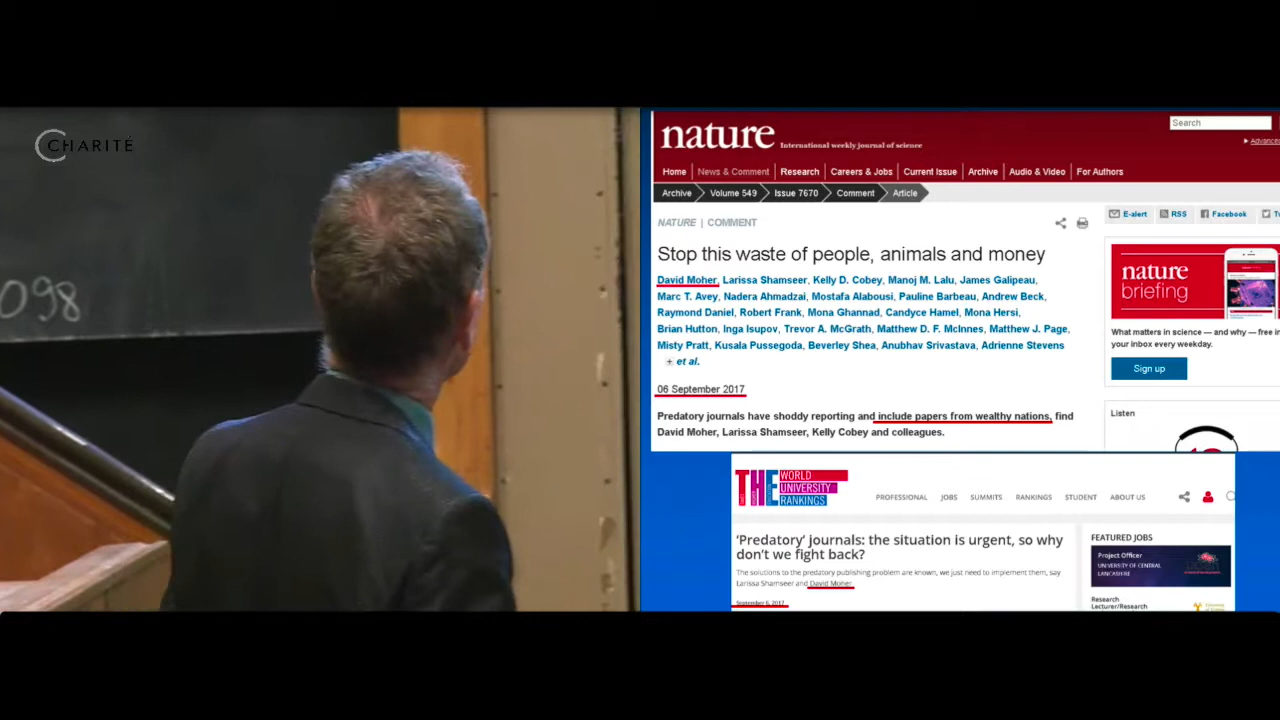 CHARITÉ
098
nature International weekly journal of science
Search
Home News & Comment Research Careers & Jobs Current Issue Archive Audio & Video For Authors
Archive Volume 549 Issue 7670 Comment Article
NATURE | COMMENT
E-alert RSS Facebook
Stop this waste of people, animals and money
David Moher, Larissa Shamseer, Kelly D. Cobey, Manoj M. Lalu, James Galipeau,
Marc T. Avey, Nadera Ahmadzai, Mostafa Alabousi, Pauline Barbeau, Andrew Beck,
Raymond Daniel, Robert Frank, Mona Ghannad, Candyce Hamel, Mona Hersi,
Brian Hutton, Inga Isupov, Trevor A. McGrath, Matthew D. F. McInnes, Matthew J. Page,
Misty Pratt, Kusala Pussegoda, Beverley Shea, Anubhav Srivastava, Adrienne Stevens
+ et al.
06 September 2017
Predatory journals have shoddy reporting and include papers from wealthy nations, find
David Moher, Larissa Shamseer, Kelly Cobey and colleagues.
nature
briefing
What matters in science — and why — free in
your inbox every weekday.
Sign up
Listen
THE WORLD
UNIVERSITY
RANKINGS
PROFESSIONAL JOBS SUMMITS RANKINGS STUDENT ABOUT US
'Predatory' journals: the situation is urgent, so why
don't we fight back?
The solutions to the predatory publishing problem are known, we just need to implement them, say
Larissa Shamseer and David Moher
September 6, 2017
FEATURED JOBS
Project Officer
UNIVERSITY OF CENTRAL
LANCASHIRE
Research
Lecturer/Research